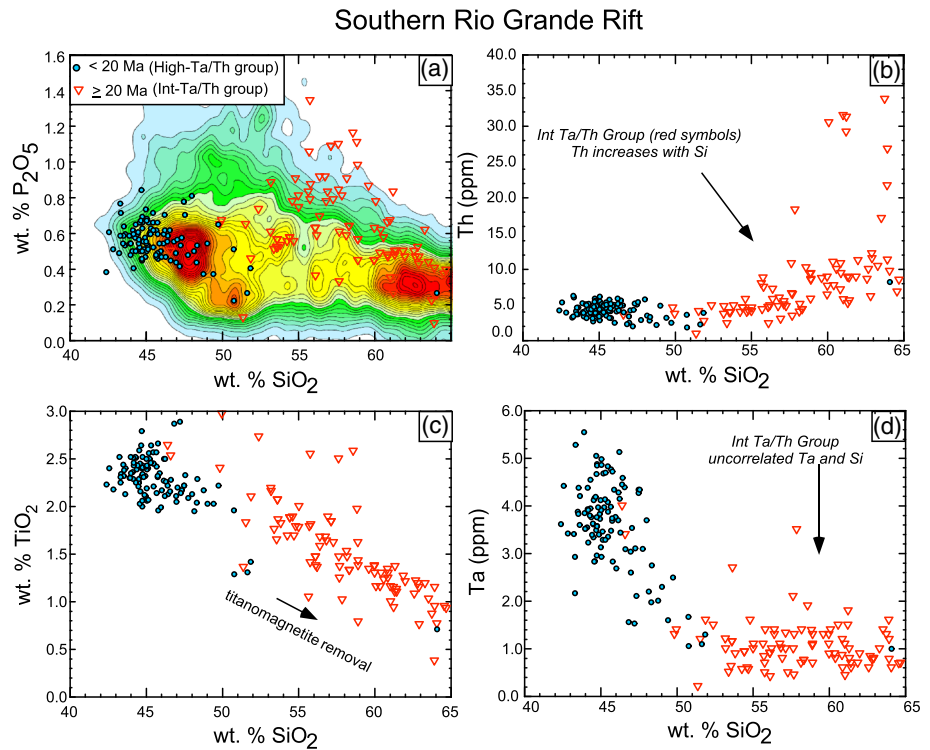 Southern Rio Grande Rift
(a)
< 20 Ma (High-Ta/Th group)
≥ 20 Ma (Int-Ta/Th group)
wt. % P2O5
1.6
1.4
1.2
1.0
0.8
0.6
0.4
0.2
0.0
40 45 50 55 60 65
wt. % SiO2
(b)
Int Ta/Th Group (red symbols)
Th increases with Si
Th (ppm)
40.0
35.0
30.0
25.0
20.0
15.0
10.0
5.0
0.0
40 45 50 55 60 65
wt. % SiO2
(c)
titanomagnetite removal
wt. % TiO2
3.0
2.5
2.0
1.5
1.0
0.5
0.0
40 45 50 55 60 65
wt. % SiO2
(d)
Int Ta/Th Group
uncorrelated Ta and Si
Ta (ppm)
6.0
5.0
4.0
3.0
2.0
1.0
0.0
40 45 50 55 60 65
wt. % SiO2